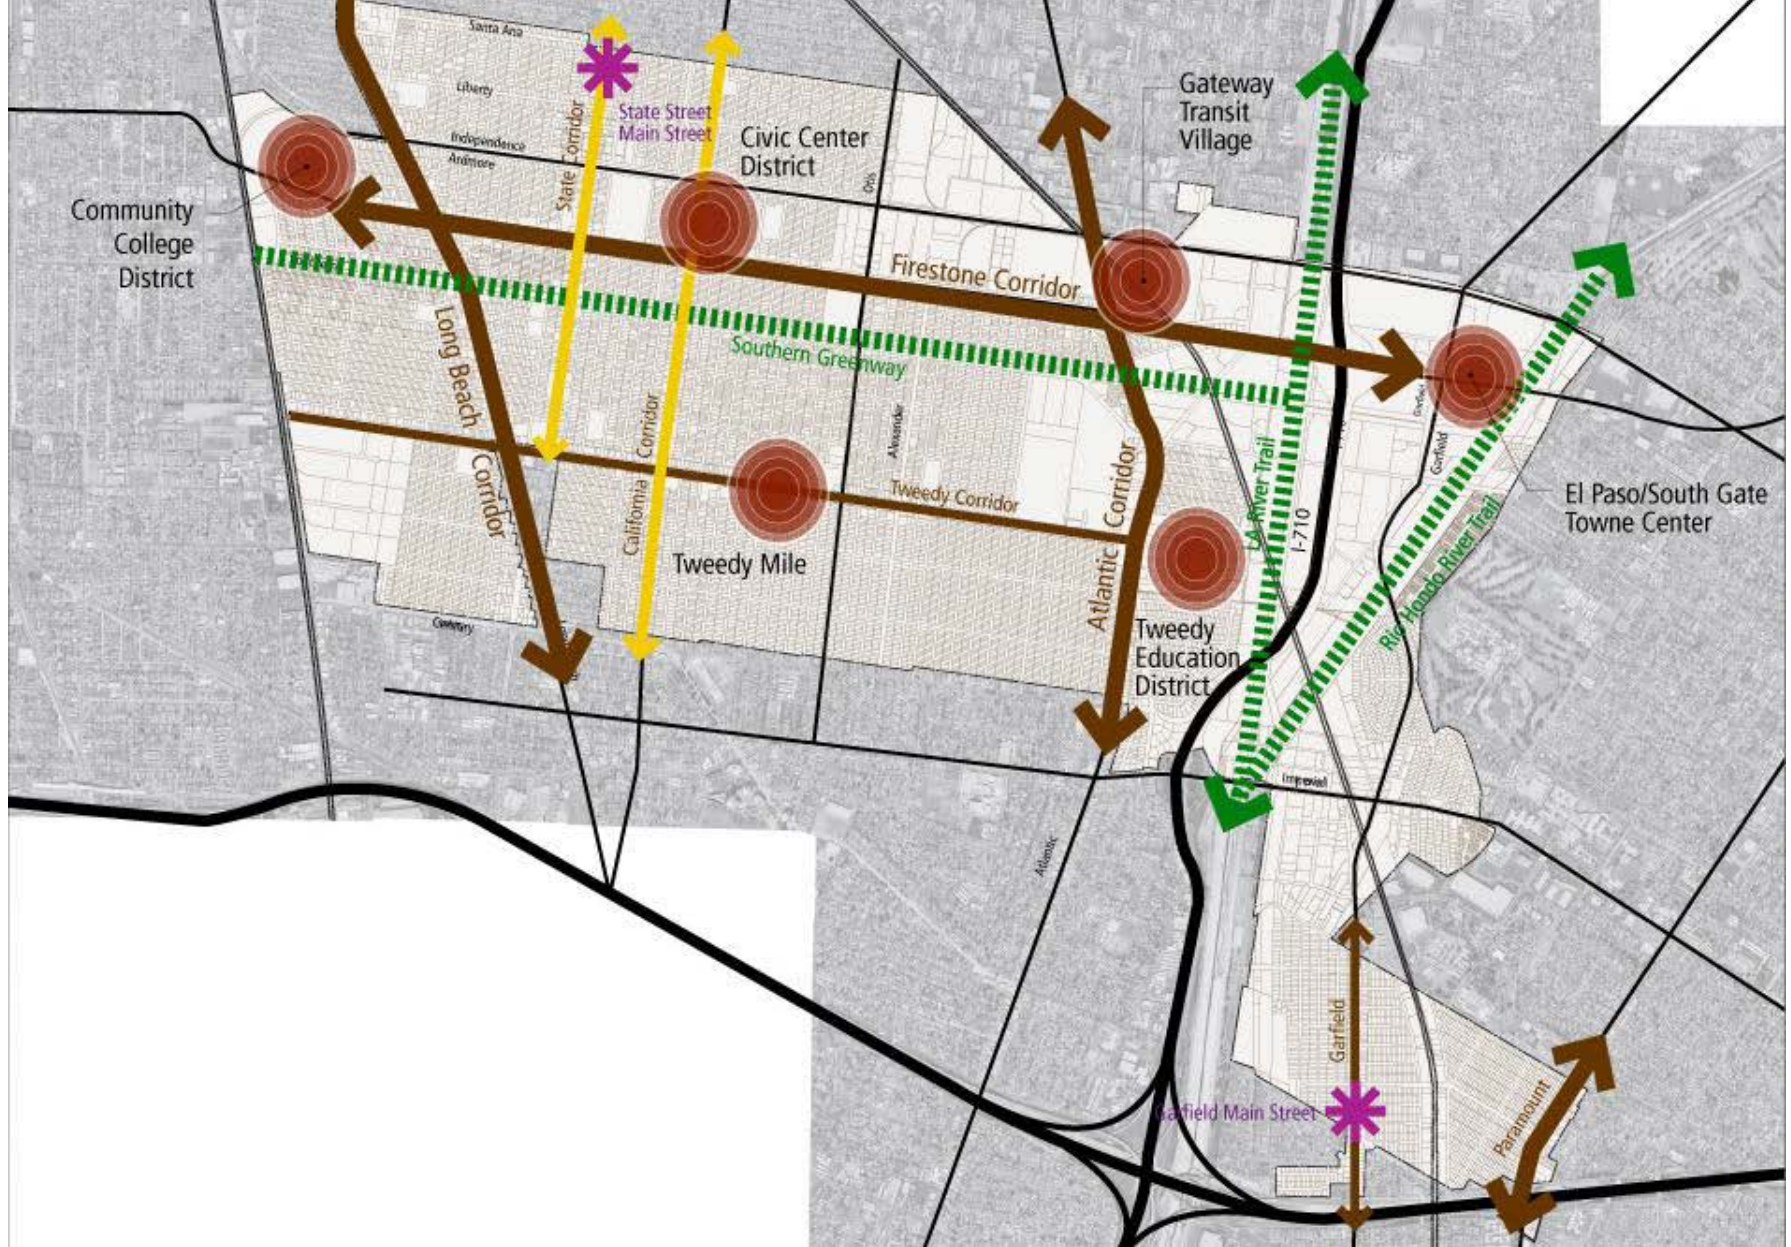 Santa Ana
Liberty
Independence
Ardmore
State Corridor
State Street
Main Street
Civic Center
District
Otis
Gateway
Transit
Village
Community
College
District
Firestone Corridor
Southern Greenway
Long Beach
Corridor
California Corridor
Alexander
Tweedy Corridor
Tweedy Mile
Atlantic Corridor
LA River Trail
I-710
Garfield
Garfield
Rio Hondo River Trail
El Paso/South Gate
Towne Center
Tweedy
Education
District
Imperial
Atlantic
Garfield
Garfield Main Street
Paramount